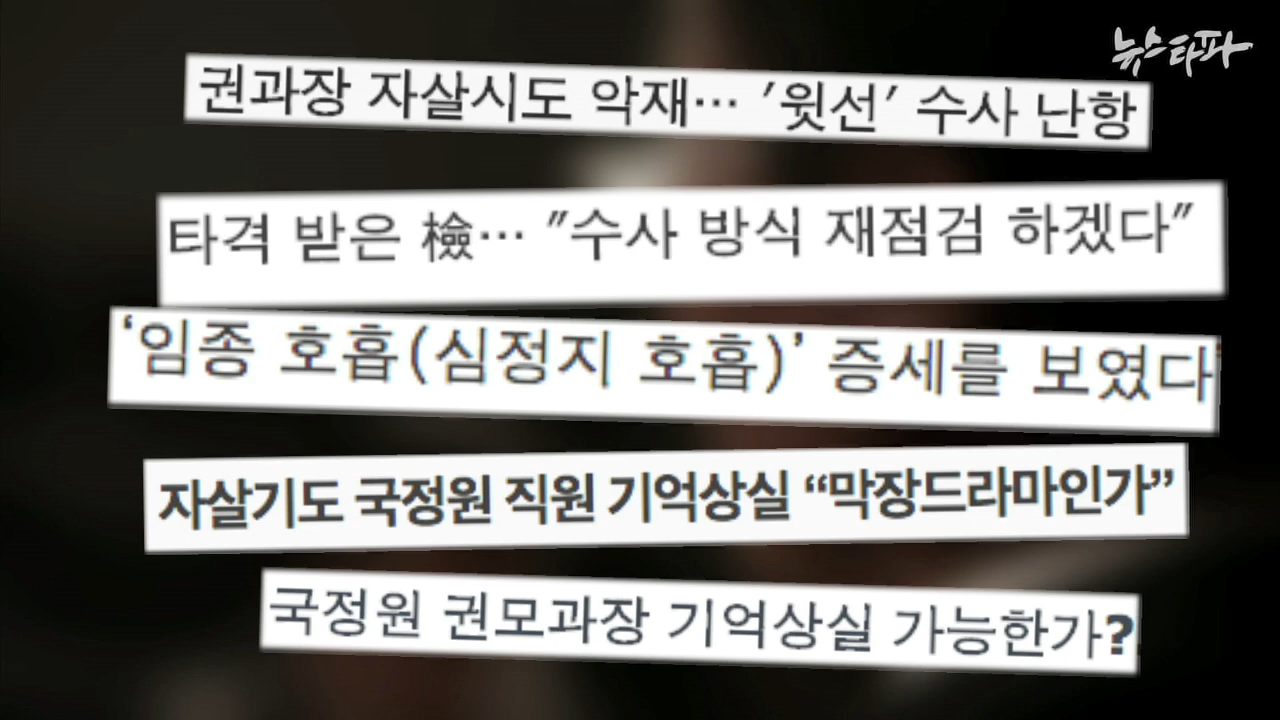 뉴스타파
권과장 자살시도 악재… '윗선' 수사 난항
타격 받은 檢… "수사 방식 재점검 하겠다"
‘임종 호흡(심정지 호흡)’ 증세를 보였다
자살기도 국정원 직원 기억상실 “막장드라마인가”
국정원 권모과장 기억상실 가능한가?